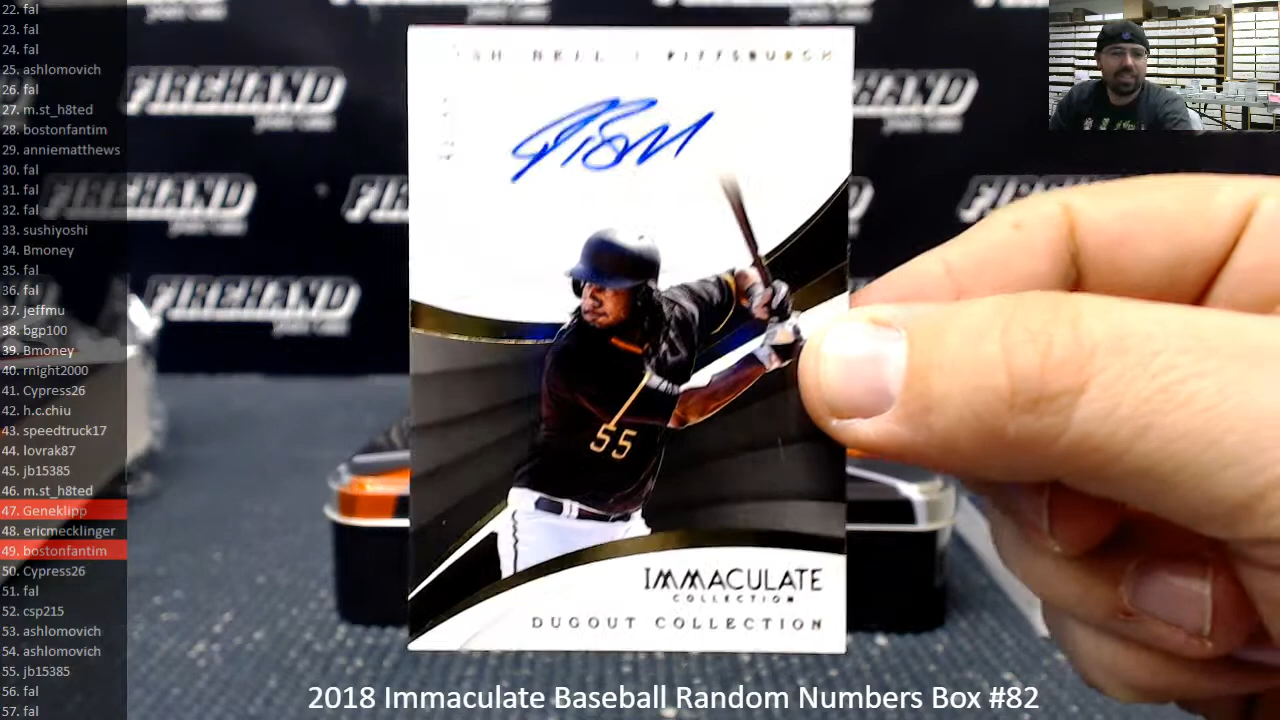 22. fal
23. fal
24. fal
25. ashlomovich
26. fal
27. m.st_h8ted
28. bostonfantim
29. anniematthews
30. fal
31. fal
32. fal
33. sushiyoshi
34. Bmoney
35. fal
36. fal
37. jeffmu
38. bgp100
39. Bmoney
40. rnight2000
41. Cypress26
42. h.c.chiu
43. speedtruck17
44. lovrak87
45. jb15385
46. m.st_h8ted
47. Geneklipp
48. ericmecklinger
49. bostonfantim
50. Cypress26
51. fal
52. csp215
53. ashlomovich
54. ashlomovich
55. jb15385
56. fal
57. fal
FIREHAND
FIREHAND
FIREHAND
BELL | PITTSBURGH
55
IMMACULATE
COLLECTION
DUGOUT COLLECTION
2018 Immaculate Baseball Random Numbers Box #82